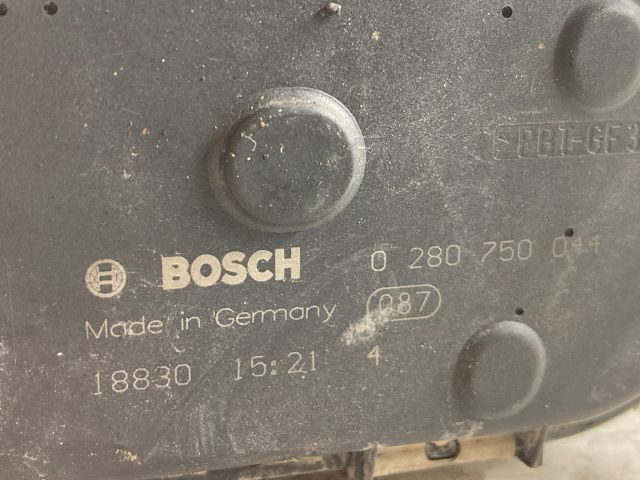 >PBT-GF3
BOSCH 0 280 750 044
Made in Germany 087
18830 15:21 4